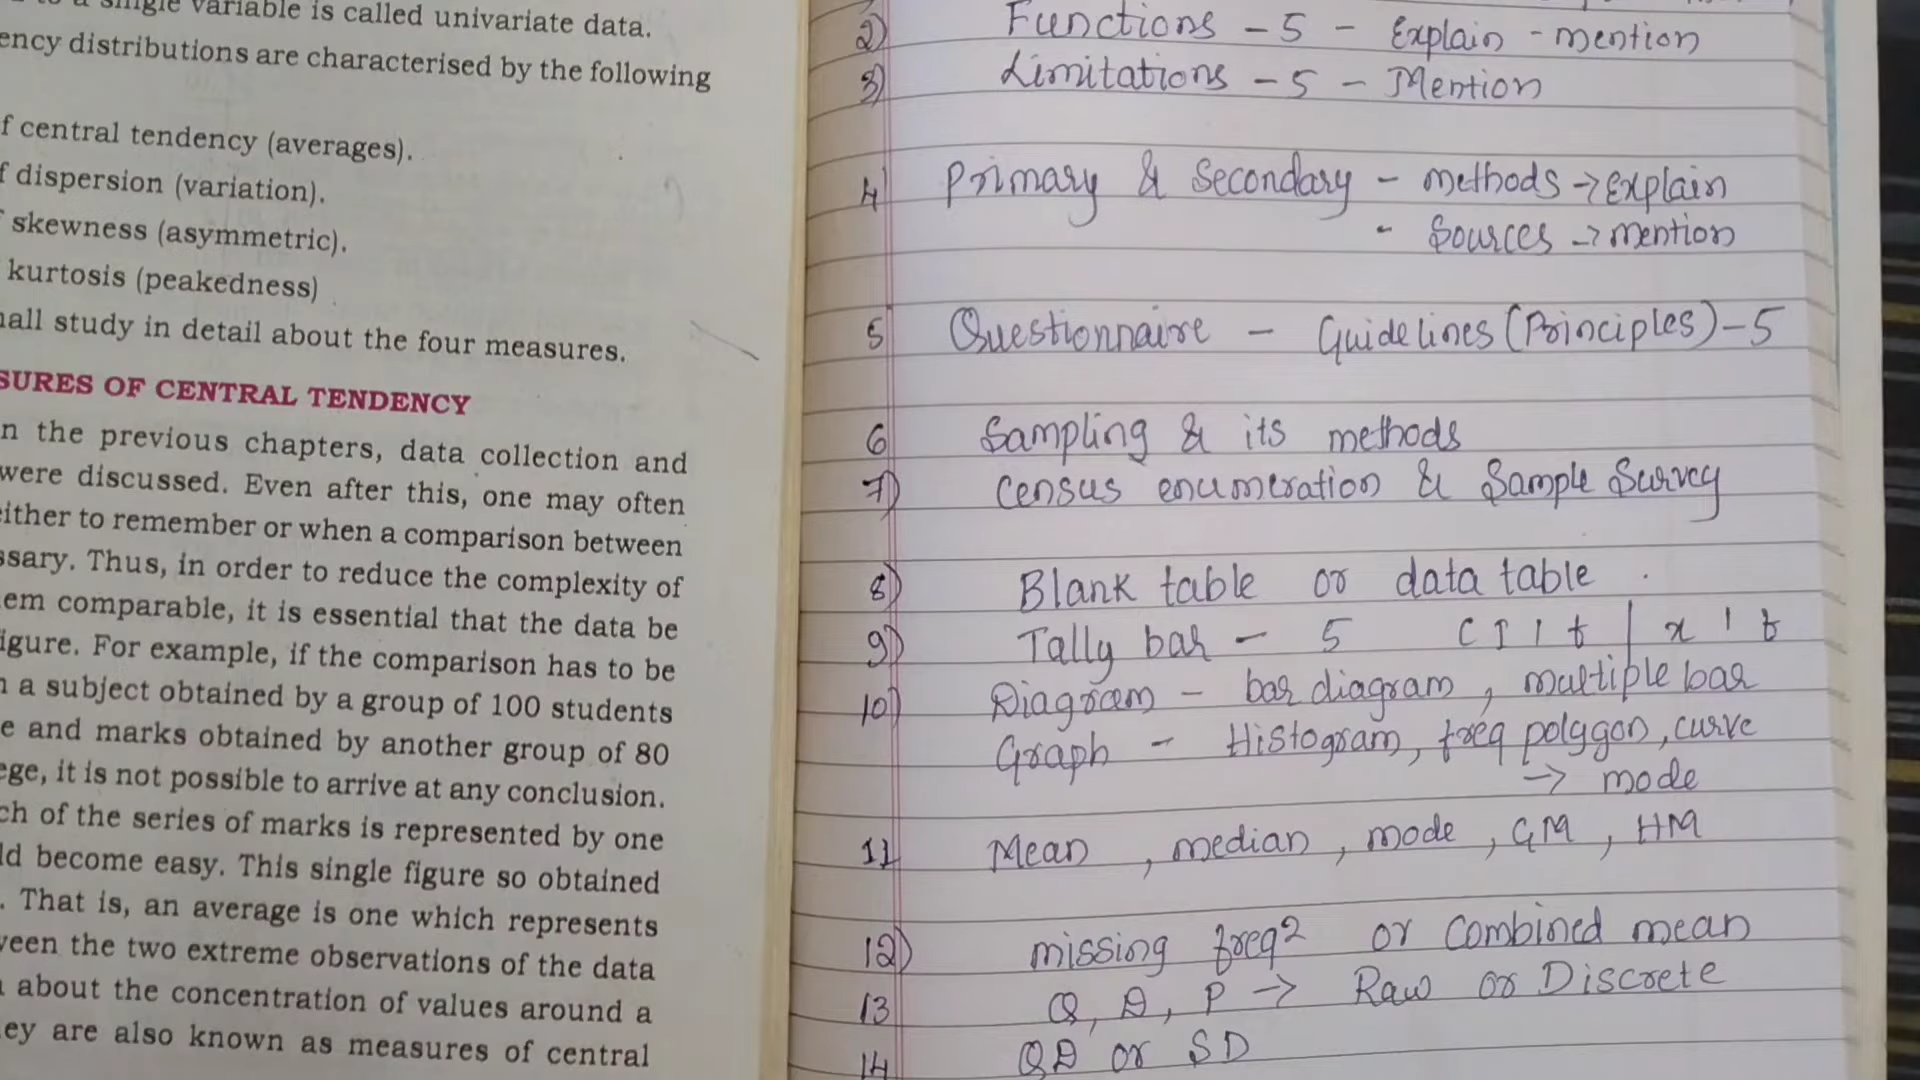 single variable is called univariate data.
ency distributions are characterised by the following
f central tendency (averages).
f dispersion (variation).
skewness (asymmetric).
kurtosis (peakedness)
hall study in detail about the four measures.
SURES OF CENTRAL TENDENCY
n the previous chapters, data collection and
were discussed. Even after this, one may often
either to remember or when a comparison between
ssary. Thus, in order to reduce the complexity of
em comparable, it is essential that the data be
igure. For example, if the comparison has to be
a subject obtained by a group of 100 students
e and marks obtained by another group of 80
ege, it is not possible to arrive at any conclusion.
ch of the series of marks is represented by one
ld become easy. This single figure so obtained
. That is, an average is one which represents
ween the two extreme observations of the data
about the concentration of values around a
ey are also known as measures of central
2) Functions - 5 - Explain - mention
3) Limitations - 5 - Mention
4 Primary & Secondary - methods → Explain
- Sources → mention
5 Questionnaire - Guidelines (Principles) - 5
6 Sampling & its methods
7) Census enumeration & Sample Survey
8) Blank table or data table .
9) Tally bar - 5 CI | f | x | f
10) Diagram - bar diagram, multiple bar
Graph - Histogram, freq polygon, curve
→ mode
11 Mean, median, mode, GM, HM
12) missing freq² or Combined mean
13 Q, D, P → Raw or Discrete
14 QD or SD